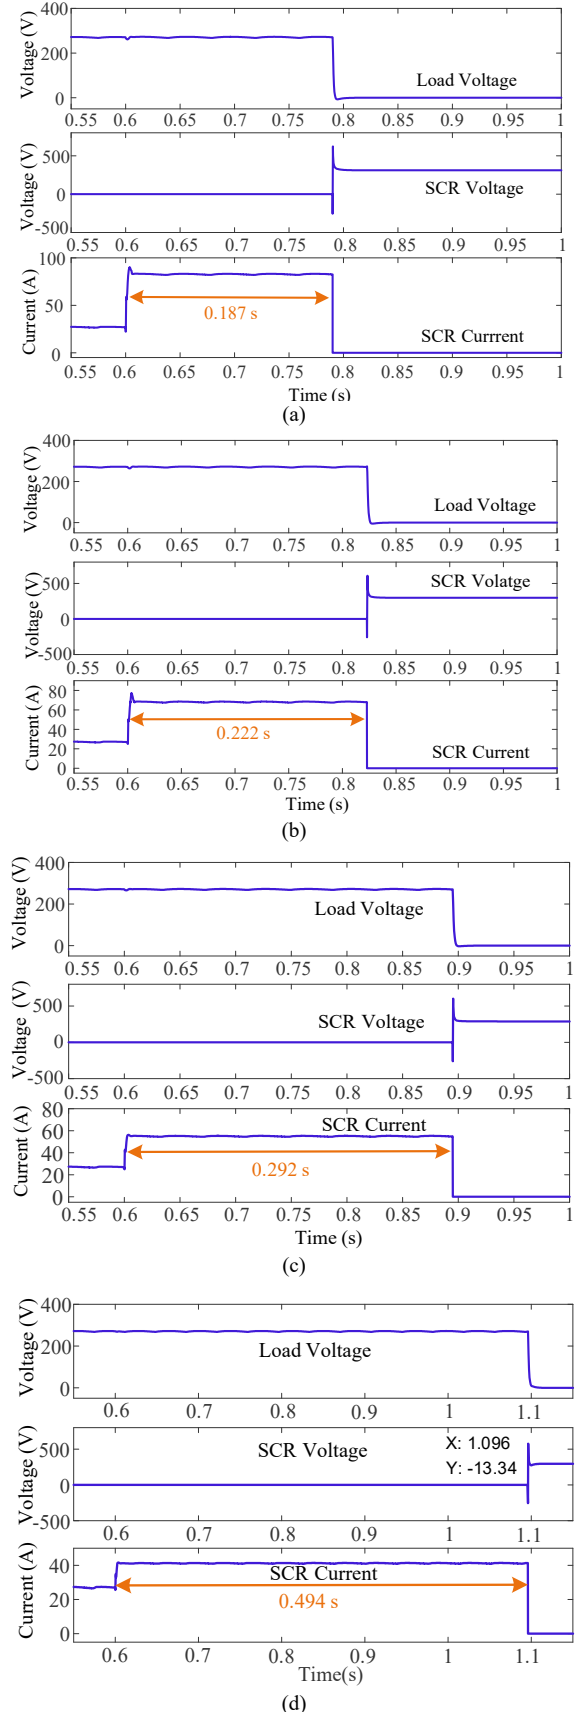 400
200
0
Voltage (V)
Load Voltage
0.55 0.6 0.65 0.7 0.75 0.8 0.85 0.9 0.95 1
500
0
-500
Voltage (V)
SCR Voltage
0.55 0.6 0.65 0.7 0.75 0.8 0.85 0.9 0.95 1
100
50
0
Current (A)
0.187 s
SCR Currrent
0.55 0.6 0.65 0.7 0.75 0.8 0.85 0.9 0.95 1
Time (s)
(a)
400
200
0
Voltage (V)
Load Voltage
0.55 0.6 0.65 0.7 0.75 0.8 0.85 0.9 0.95 1
500
0
-500
Voltage (V)
SCR Volatge
0.55 0.6 0.65 0.7 0.75 0.8 0.85 0.9 0.95 1
80
60
40
20
0
Current (A)
0.222 s
SCR Current
0.55 0.6 0.65 0.7 0.75 0.8 0.85 0.9 0.95 1
Time (s)
(b)
400
200
0
Voltage (V)
Load Voltage
0.55 0.6 0.65 0.7 0.75 0.8 0.85 0.9 0.95 1
500
0
-500
Voltage (V)
SCR Voltage
0.55 0.6 0.65 0.7 0.75 0.8 0.85 0.9 0.95 1
80
60
40
20
0
Current (A)
SCR Current
0.292 s
0.55 0.6 0.65 0.7 0.75 0.8 0.85 0.9 0.95 1
Time (s)
(c)
400
200
0
Voltage (V)
Load Voltage
0.6 0.7 0.8 0.9 1 1.1
500
0
-500
Voltage (V)
SCR Voltage
X: 1.096
Y: -13.34
0.6 0.7 0.8 0.9 1 1.1
40
20
0
Current (A)
SCR Current
0.494 s
0.6 0.7 0.8 0.9 1 1.1
Time(s)
(d)